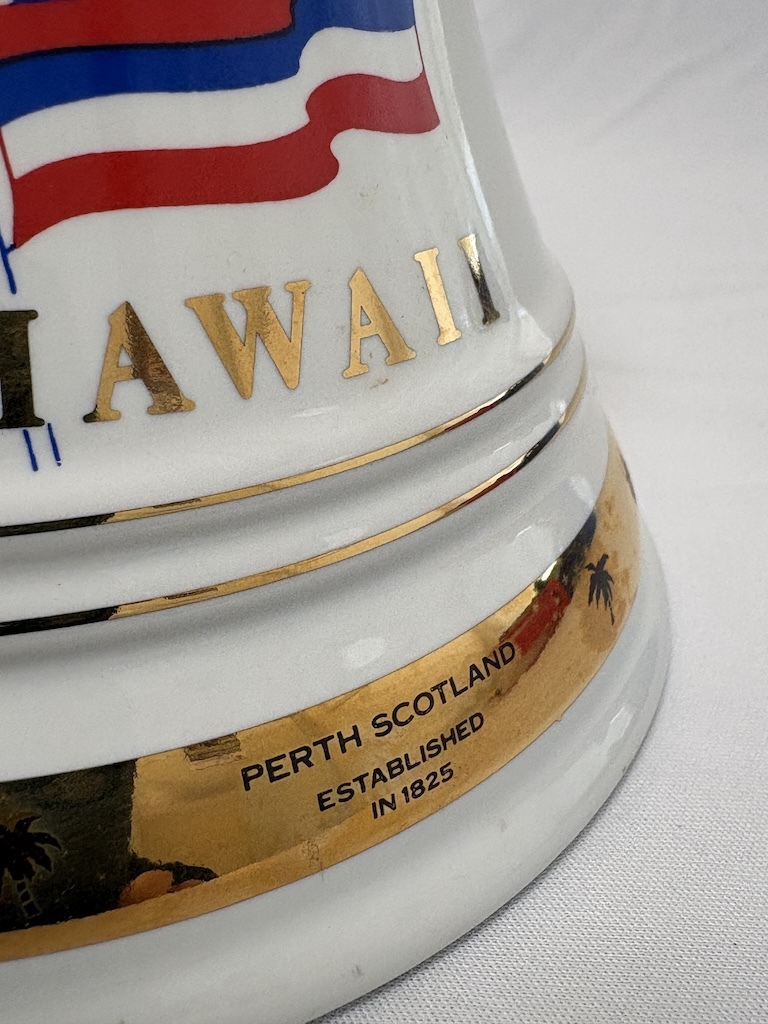 HAWAII
PERTH SCOTLAND
ESTABLISHED
IN 1825